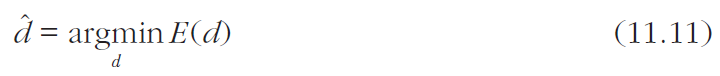 d̂ = argmin E(d) (11.11)
d